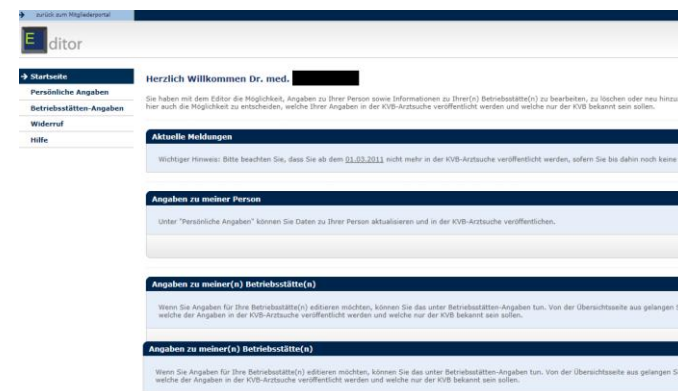 zurück zum Mitgliederportal
Editor
Startseite
Persönliche Angaben
Betriebsstätten-Angaben
Widerruf
Hilfe
Herzlich Willkommen Dr. med.
Sie haben mit dem Editor die Möglichkeit, Angaben zu Ihrer Person sowie Informationen zu Ihrer(n) Betriebsstätte(n) zu bearbeiten, zu löschen oder neu hinzu
hier auch die Möglichkeit zu entscheiden, welche Ihrer Angaben in der KVB-Arztsuche veröffentlicht werden und welche nur der KVB bekannt sein sollen.
Aktuelle Meldungen
Wichtiger Hinweis: Bitte beachten Sie, dass Sie ab dem 01.03.2011 nicht mehr in der KVB-Arztsuche veröffentlicht werden, sofern Sie bis dahin noch keine
Angaben zu meiner Person
Unter "Persönliche Angaben" können Sie Daten zu Ihrer Person aktualisieren und in der KVB-Arztsuche veröffentlichen.
Angaben zu meiner(n) Betriebsstätte(n)
Wenn Sie Angaben für Ihre Betriebsstätte(n) editieren möchten, können Sie das unter Betriebsstätten-Angaben tun. Von der Übersichtsseite aus gelangen S
welche der Angaben in der KVB-Arztsuche veröffentlicht werden und welche nur der KVB bekannt sein sollen.
Angaben zu meiner(n) Betriebsstätte(n)
Wenn Sie Angaben für Ihre Betriebsstätte(n) editieren möchten, können Sie das unter Betriebsstätten-Angaben tun. Von der Übersichtsseite aus gelangen S
welche der Angaben in der KVB-Arztsuche veröffentlicht werden und welche nur der KVB bekannt sein sollen.